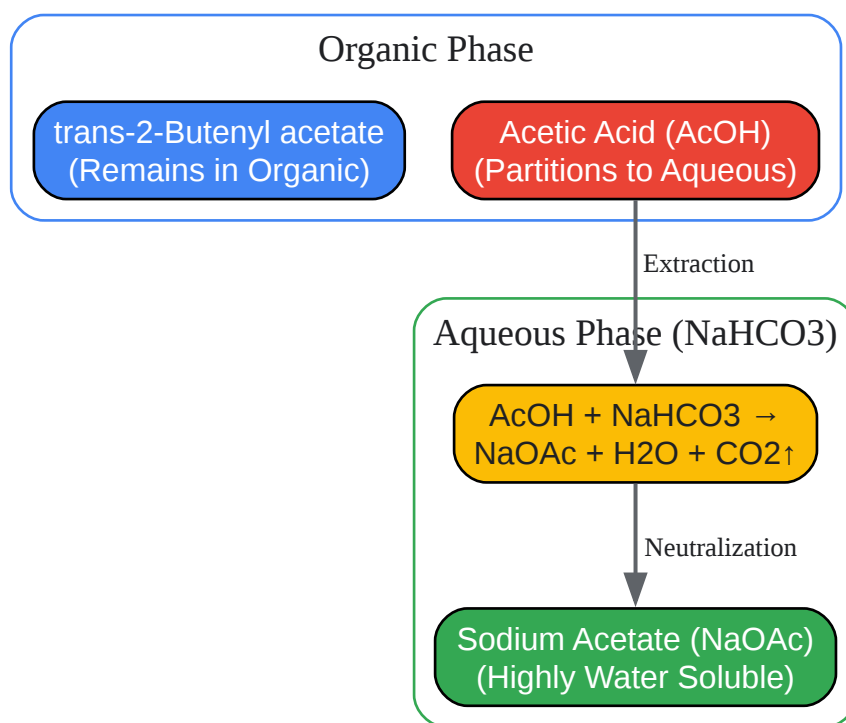 Organic Phase
trans-2-Butenyl acetate
(Remains in Organic)
Acetic Acid (AcOH)
(Partitions to Aqueous)
Extraction
Aqueous Phase (NaHCO3)
AcOH + NaHCO3 →
NaOAc + H2O + CO2↑
Neutralization
Sodium Acetate (NaOAc)
(Highly Water Soluble)